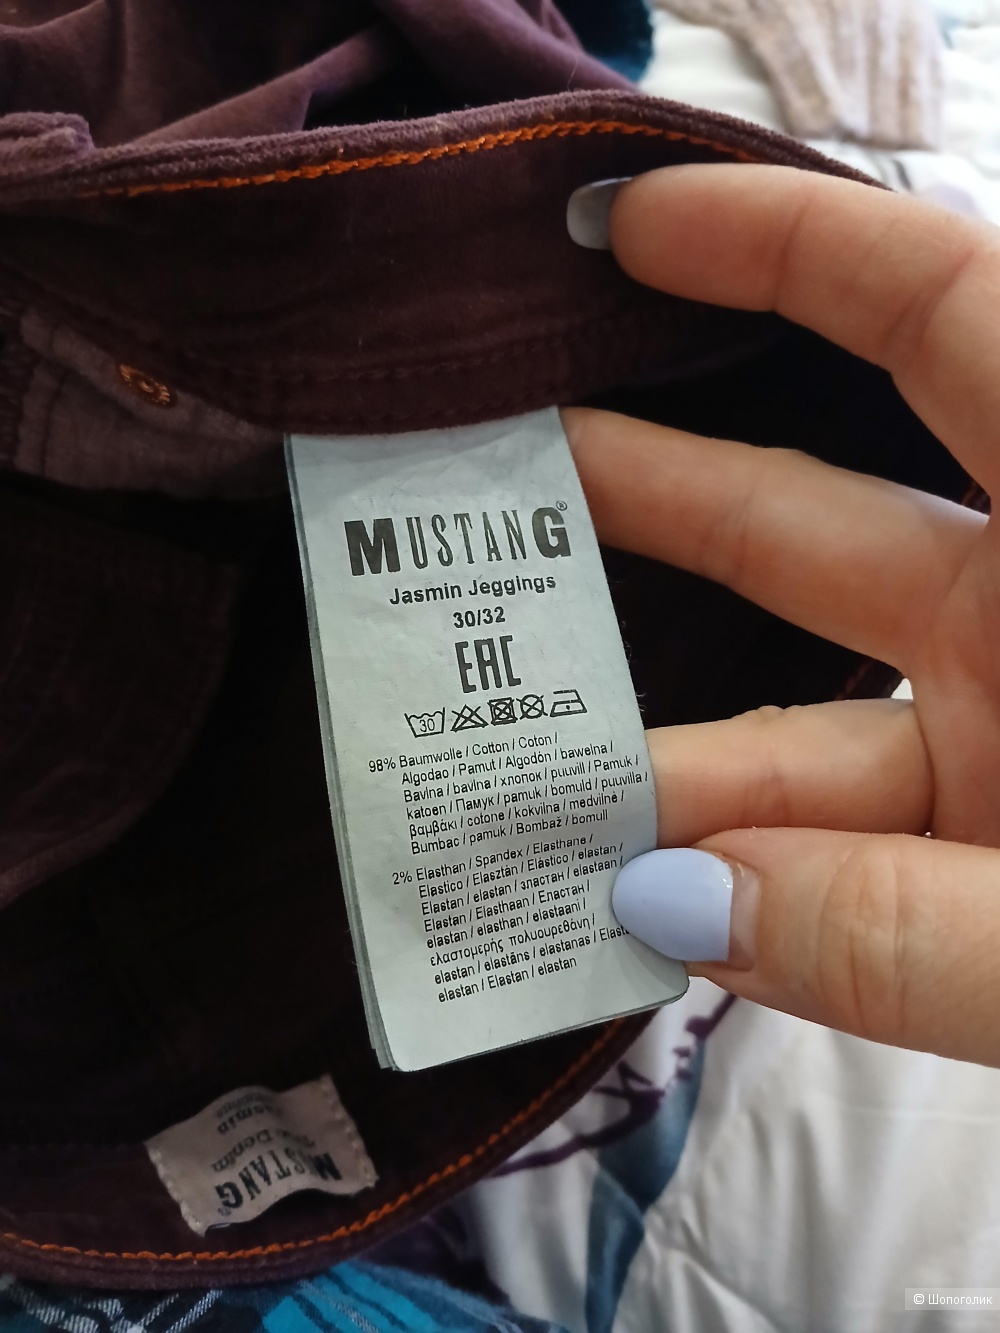 MUSTANG®
Jasmin Jeggings
30/32
EAC
30
98% Baumwolle / Cotton / Coton /
Algodao / Pamut / Algodón / bawełna /
Bavlna / bavlna / хлопок / puuvill / Pamuk /
katoen / Памук / pamuk / bomuld / puuvilla /
βαμβάκι / cotone / kokvilna / medvilnė /
Bumbac / pamuk / Bombaž / bomull
2% Elasthan / Spandex / Elasthane /
Elastico / Elasztán / Elástico / elastan /
Elastan / elastan / эластан / elastaan /
Elastan / Elasthaan / Еластан /
elastan / elasthan / elastaani /
ελαστομερής πολυουρεθάνη /
elastan / elastāns / elastanas /
elastan / Elastan / elastan
MUSTANG
Denim
Jasmin
© Шопоголик